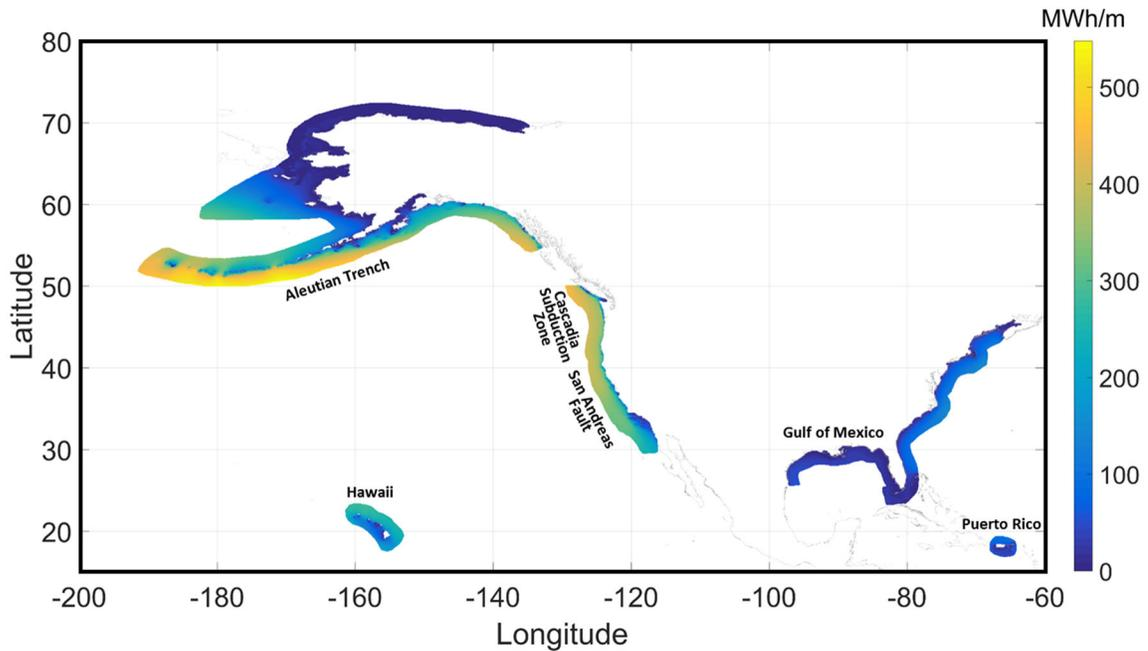 MWh/m
80
70
60
50
40
30
20
Latitude
500
400
300
200
100
0
Aleutian Trench
Cascadia
Subduction
Zone
San Andreas
Fault
Gulf of Mexico
Hawaii
Puerto Rico
-200
-180
-160
-140
-120
-100
-80
-60
Longitude